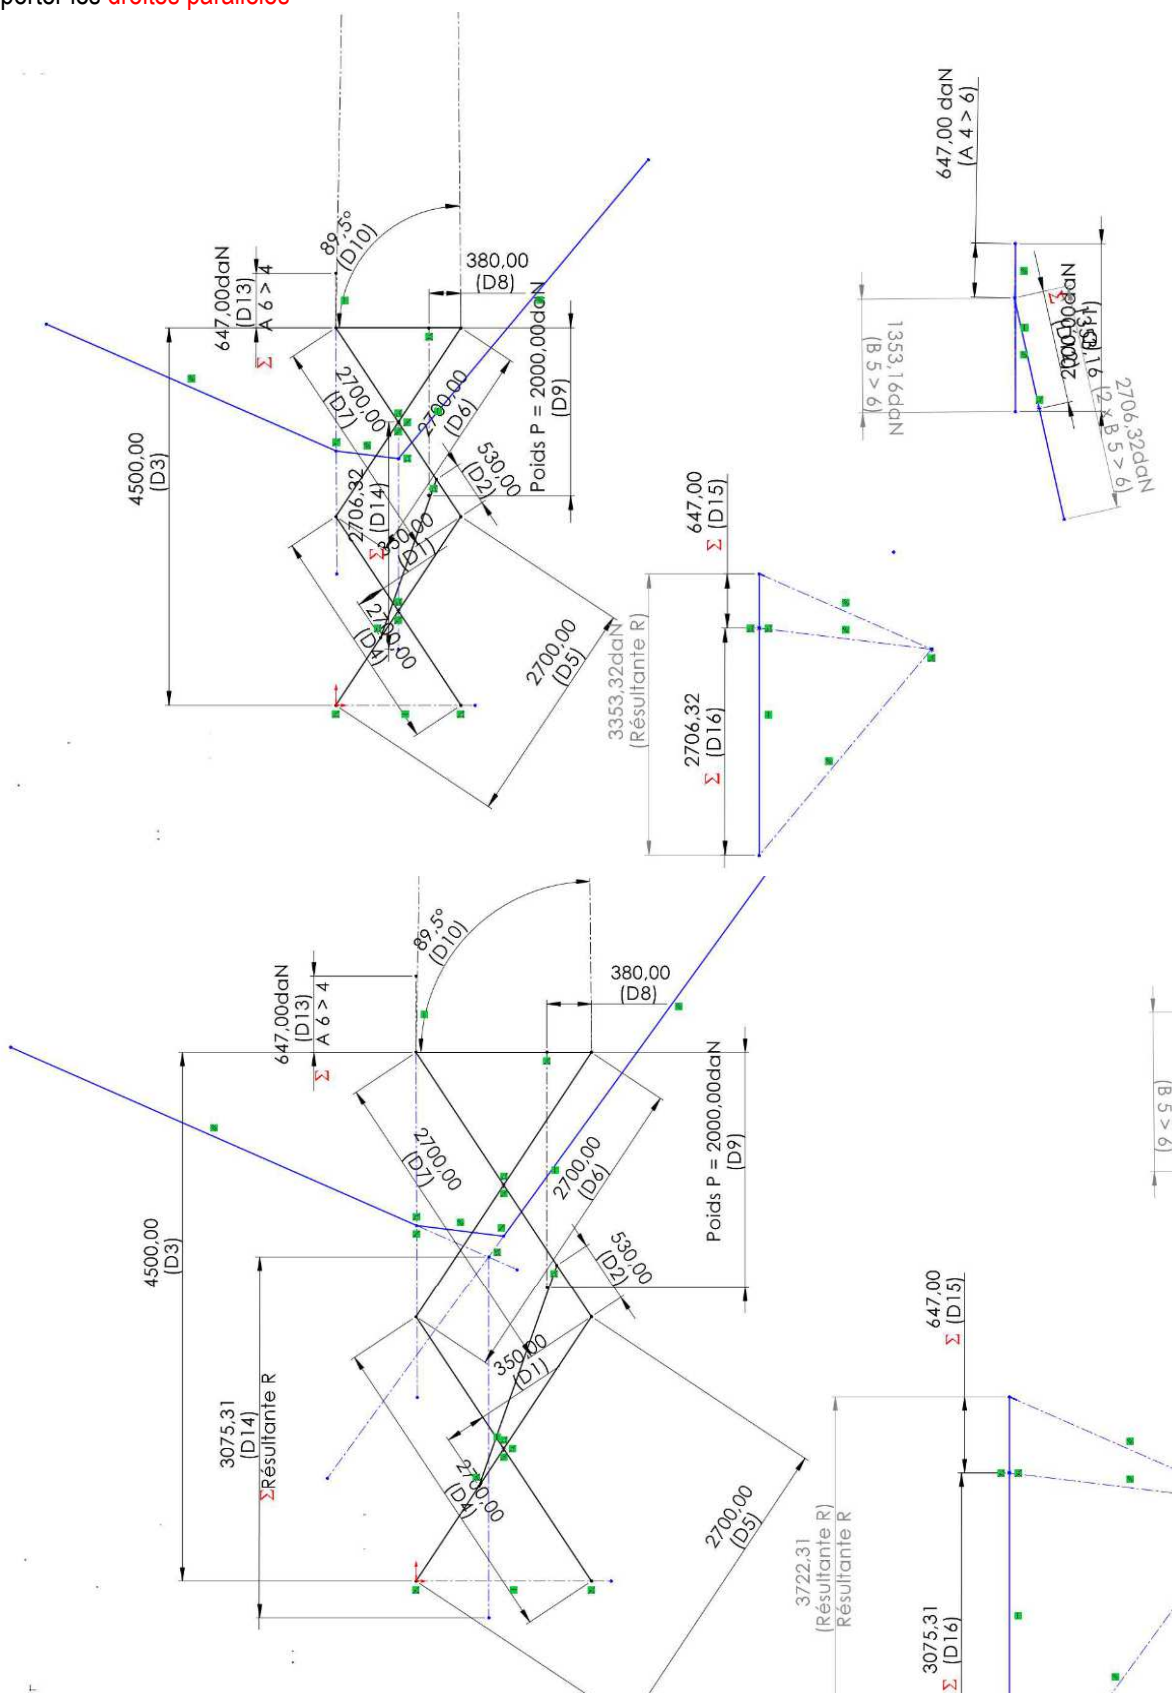 porter les droites parallèles
647,00 daN
(A 4 > 6)
89,5°
(D10)
380,00
(D8)
647,00daN
(D13)
A 6 > 4
Σ
2700,00
(D7)
2700,00
(D6)
Poids P = 2000,00daN
(D9)
530,00
(D2)
4500,00
(D3)
2706,32
(D14)
Σ
350,00
(D1)
2700,00
(D4)
2700,00
(D5)
1353,16daN
(B 5 > 6)
Σ
2000,00daN
2706,32daN
(2 x B 5 > 6)
647,00
Σ (D15)
3353,32daN
(Résultante R)
2706,32
Σ (D16)
89,5°
(D10)
380,00
(D8)
647,00daN
(D13)
A 6 > 4
Σ
2700,00
(D7)
2700,00
(D6)
Poids P = 2000,00daN
(D9)
530,00
(D2)
4500,00
(D3)
350,00
(D1)
3075,31
(D14)
ΣRésultante R
2700,00
(D4)
2700,00
(D5)
(B 5 > 6)
647,00
Σ (D15)
3722,31
(Résultante R)
Résultante R
3075,31
Σ (D16)